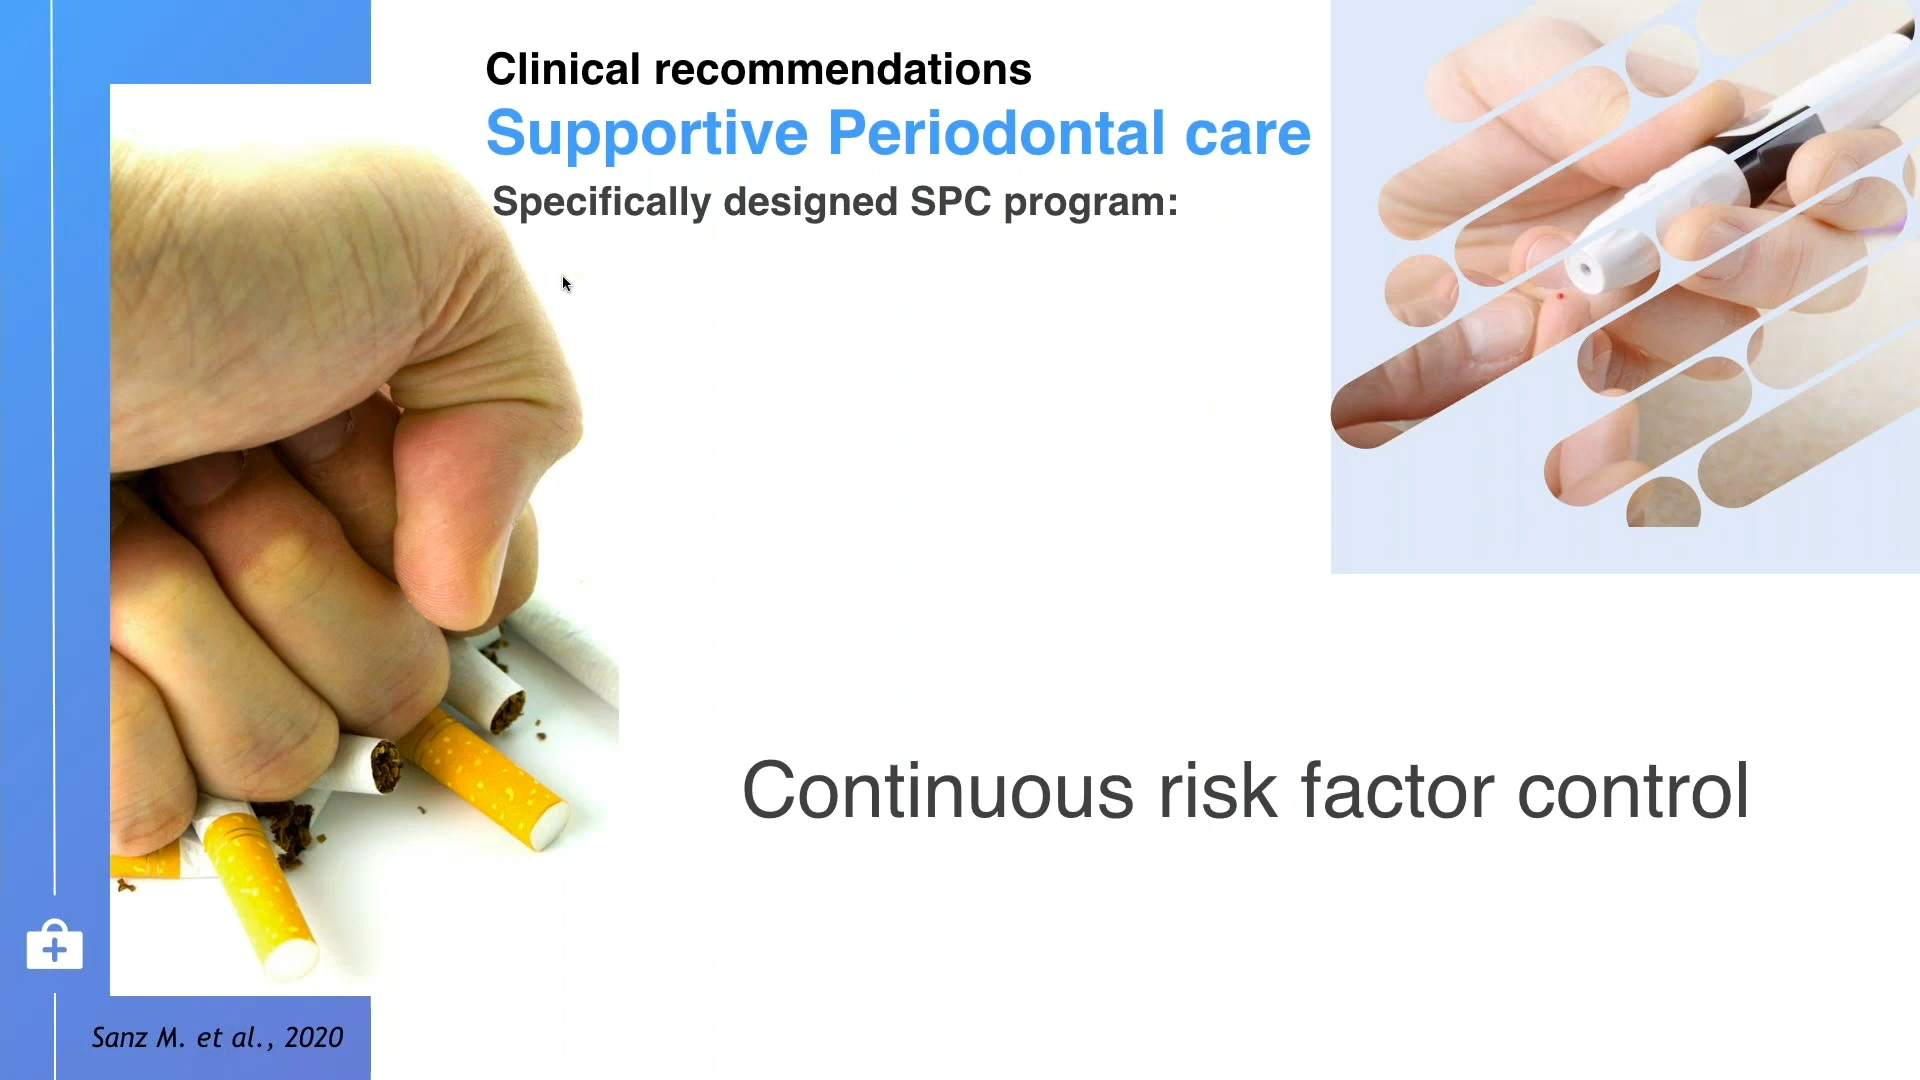 Clinical recommendations
Supportive Periodontal care
Specifically designed SPC program:
Continuous risk factor control
Sanz M. et al., 2020